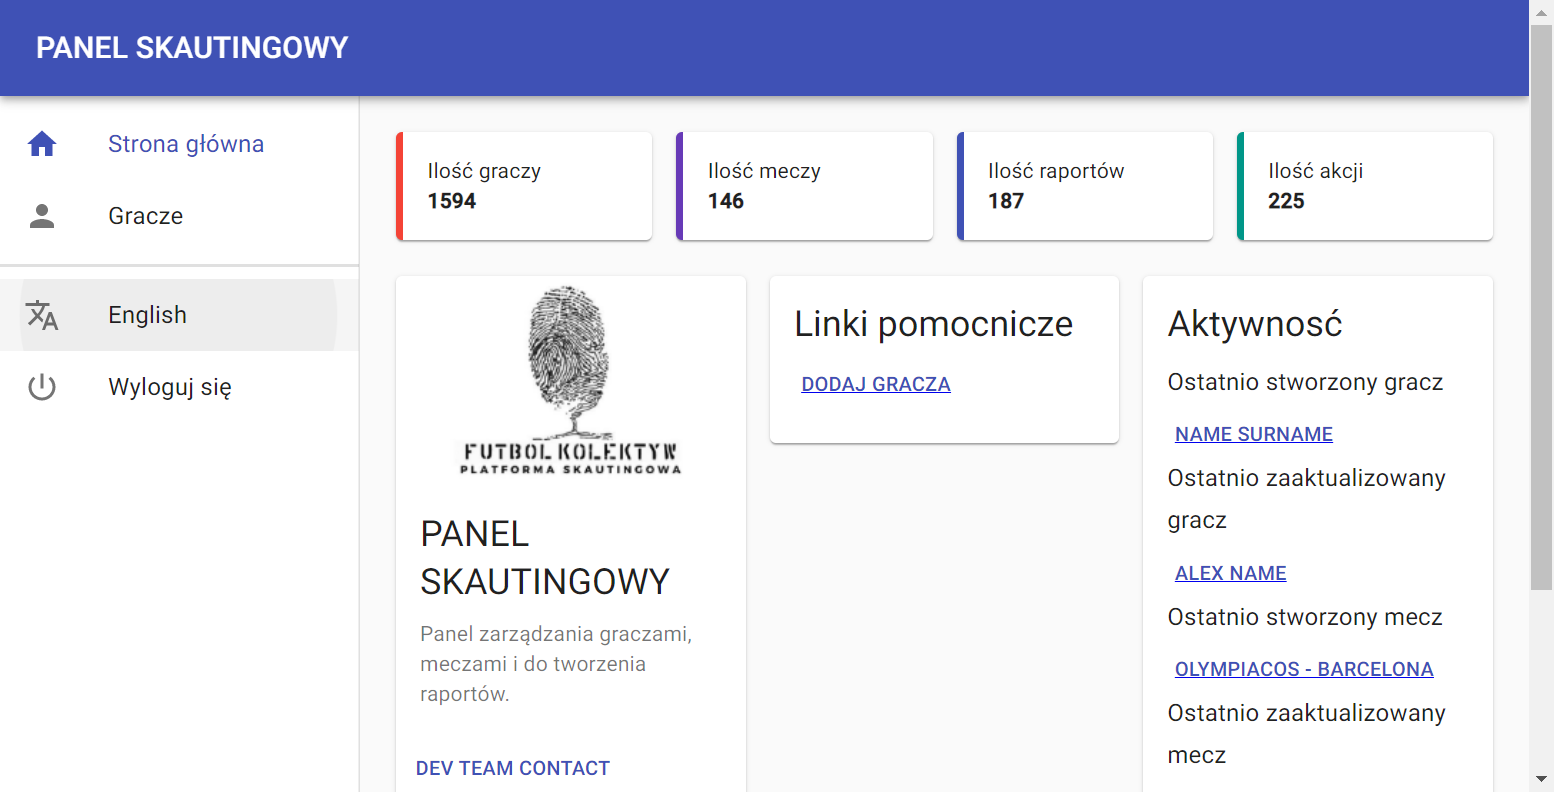 PANEL SKAUTINGOWY
Strona główna
Gracze
English
Wyloguj się
Ilość graczy
1594
Ilość meczy
146
Ilość raportów
187
Ilość akcji
225
FUTBOL KOLEKTYW
PLATFORMA SKAUTINGOWA
PANEL
SKAUTINGOWY
Panel zarządzania graczami,
meczami i do tworzenia
raportów.
DEV TEAM CONTACT
Linki pomocnicze
DODAJ GRACZA
Aktywnosć
Ostatnio stworzony gracz
NAME SURNAME
Ostatnio zaaktualizowany
gracz
ALEX NAME
Ostatnio stworzony mecz
OLYMPIACOS - BARCELONA
Ostatnio zaaktualizowany
mecz